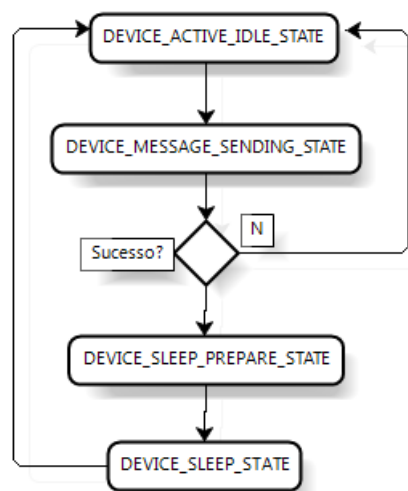 DEVICE_ACTIVE_IDLE_STATE
DEVICE_MESSAGE_SENDING_STATE
N
Sucesso?
DEVICE_SLEEP_PREPARE_STATE
DEVICE_SLEEP_STATE